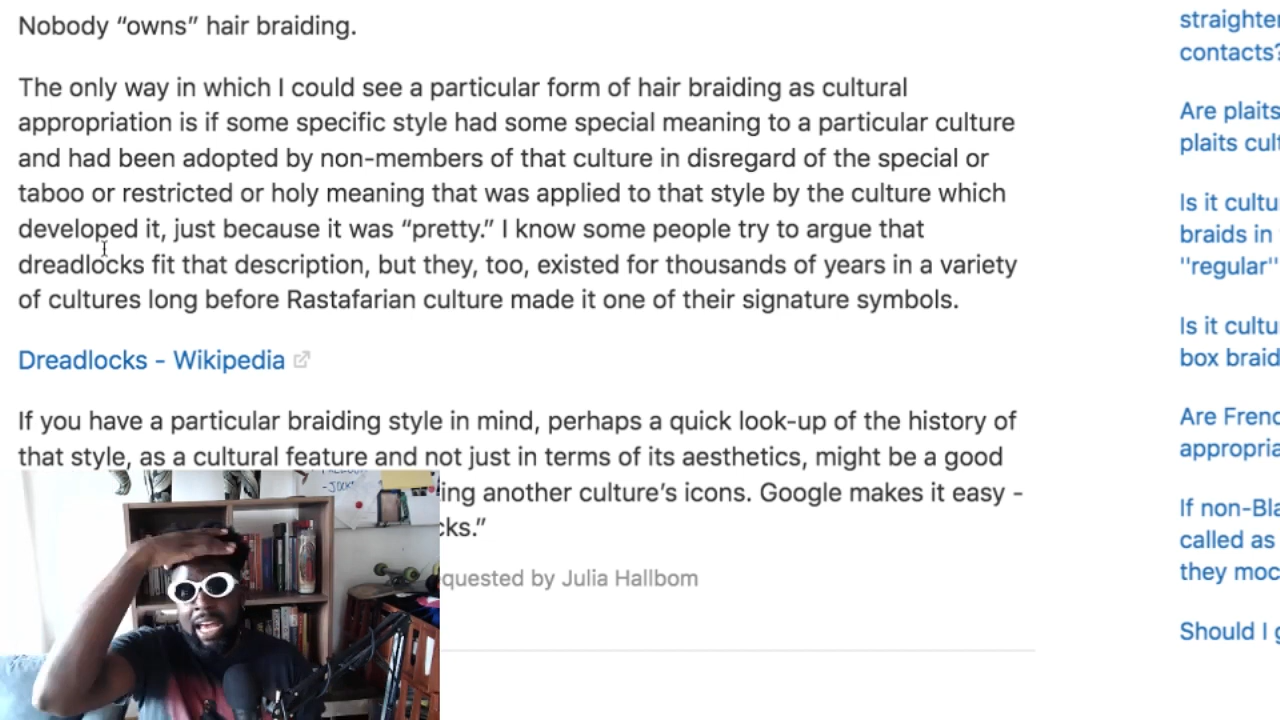 Nobody “owns” hair braiding.
The only way in which I could see a particular form of hair braiding as cultural
appropriation is if some specific style had some special meaning to a particular culture
and had been adopted by non-members of that culture in disregard of the special or
taboo or restricted or holy meaning that was applied to that style by the culture which
developed it, just because it was “pretty.” I know some people try to argue that
dreadlocks fit that description, but they, too, existed for thousands of years in a variety
of cultures long before Rastafarian culture made it one of their signature symbols.
Dreadlocks - Wikipedia
If you have a particular braiding style in mind, perhaps a quick look-up of the history of
that style, as a cultural feature and not just in terms of its aesthetics, might be a good
ing another culture’s icons. Google makes it easy -
cks.”
quested by Julia Hallbom
straighten
contacts?
Are plaits
plaits cult
Is it cultu
braids in
"regular"
Is it cultu
box braid
Are Frenc
appropria
If non-Bla
called as
they moc
Should I g
-JOCK